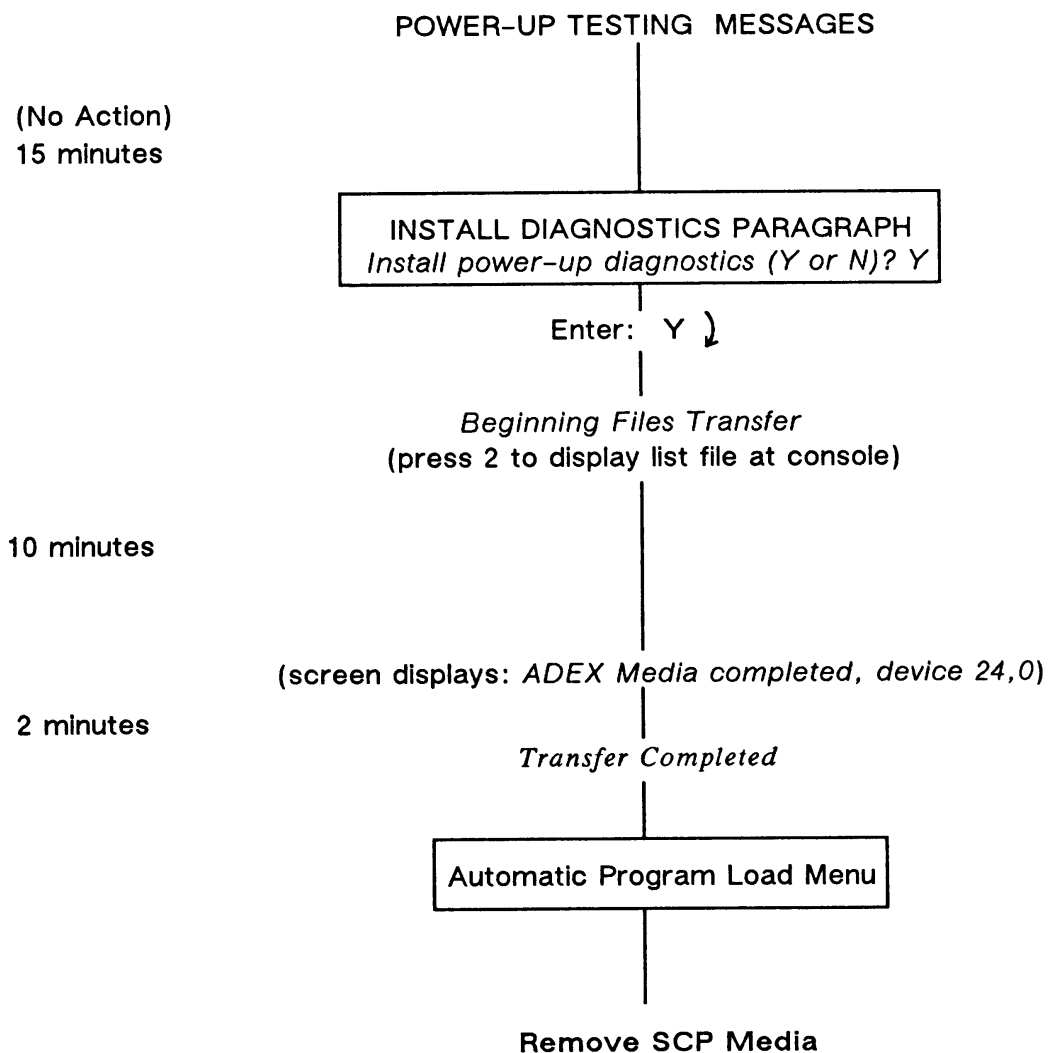 POWER-UP TESTING MESSAGES
(No Action)
15 minutes
INSTALL DIAGNOSTICS PARAGRAPH
Install power-up diagnostics (Y or N)? Y
Enter: Y
Beginning Files Transfer
(press 2 to display list file at console)
10 minutes
(screen displays: ADEX Media completed, device 24,0)
2 minutes
Transfer Completed
Automatic Program Load Menu
Remove SCP Media